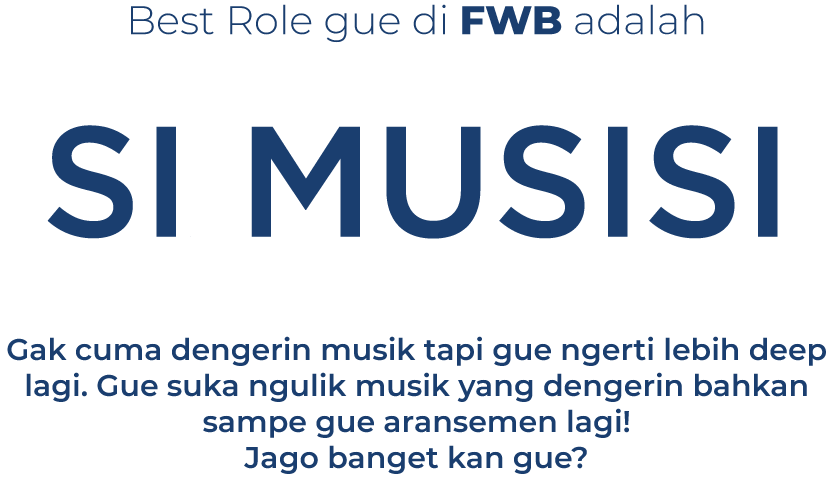 Best Role gue di FWB adalah
SI MUSISI
Gak cuma dengerin musik tapi gue ngerti lebih deep
lagi. Gue suka ngulik musik yang dengerin bahkan
sampe gue aransemen lagi!
Jago banget kan gue?